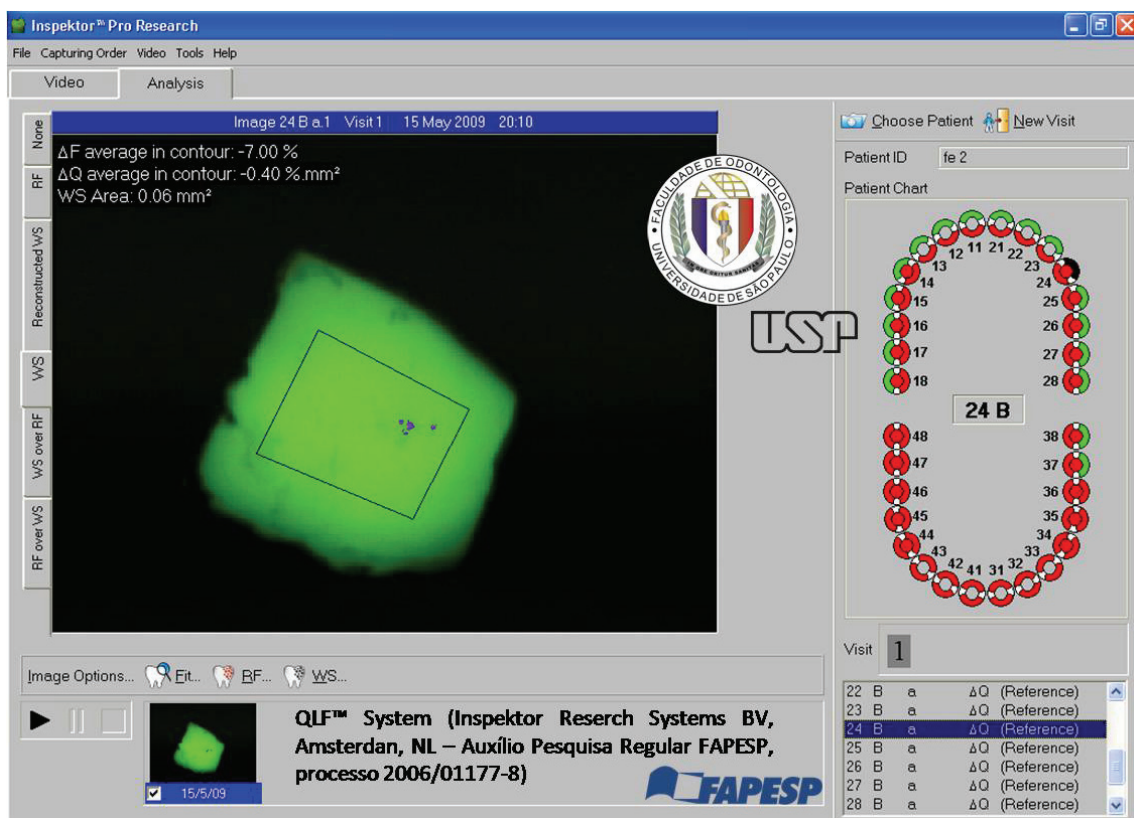 Inspektor™ Pro Research
File Capturing Order Video Tools Help
Video Analysis
Image 24 B a.1 Visit 1 15 May 2009 20:10
ΔF average in contour: -7.00 %
ΔQ average in contour: -0.40 %.mm²
WS Area: 0.06 mm²
None
RF
Reconstructed WS
WS
WS over RF
RF over WS
FACULDADE DE ODONTOLOGIA
UNIVERSIDADE DE SÃO PAULO
USP
Choose Patient New Visit
Patient ID fe 2
Patient Chart
11 21
12 22
13 23
14 24
15 25
16 26
17 27
18 28
24 B
48 38
47 37
46 36
45 35
44 34
43 33
42 32
41 31
Visit 1
22 B a ΔQ (Reference)
23 B a ΔQ (Reference)
24 B a ΔQ (Reference)
25 B a ΔQ (Reference)
26 B a ΔQ (Reference)
27 B a ΔQ (Reference)
28 B a ΔQ (Reference)
Image Options... Fit... RF... WS...
15/5/09
QLF™ System (Inspektor Reserch Systems BV,
Amsterdan, NL – Auxílio Pesquisa Regular FAPESP,
processo 2006/01177-8)
FAPESP